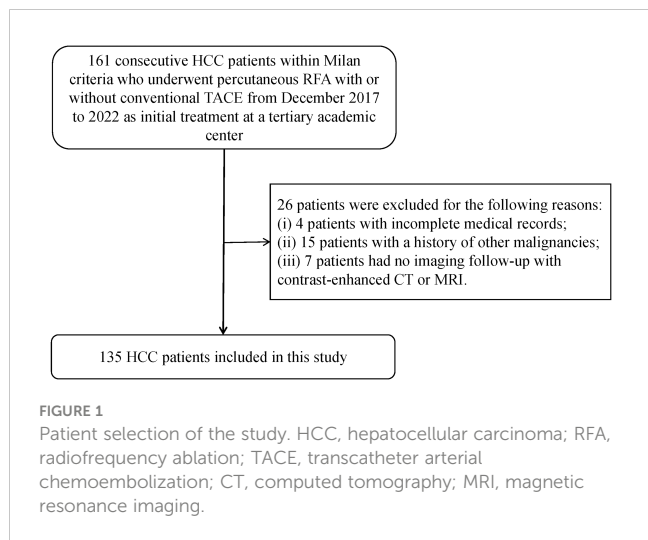 161 consecutive HCC patients within Milan
criteria who underwent percutaneous RFA with or
without conventional TACE from December 2017
to 2022 as initial treatment at a tertiary academic
center
26 patients were excluded for the following reasons:
(i) 4 patients with incomplete medical records;
(ii) 15 patients with a history of other malignancies;
(iii) 7 patients had no imaging follow-up with
contrast-enhanced CT or MRI.
135 HCC patients included in this study
FIGURE 1
Patient selection of the study. HCC, hepatocellular carcinoma; RFA,
radiofrequency ablation; TACE, transcatheter arterial
chemoembolization; CT, computed tomography; MRI, magnetic
resonance imaging.